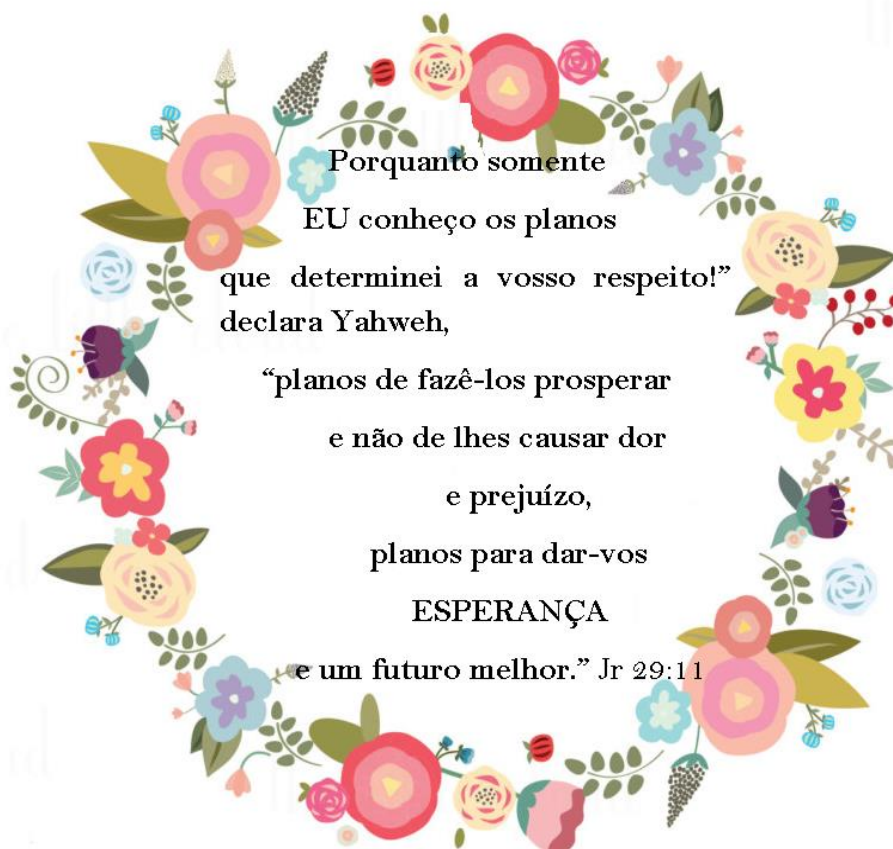 Porquanto somente
EU conheço os planos
que determinei a vosso respeito!”
declara Yahweh,
“planos de fazê-los prosperar
e não de lhes causar dor
e prejuízo,
planos para dar-vos
ESPERANÇA
e um futuro melhor.” Jr 29:11